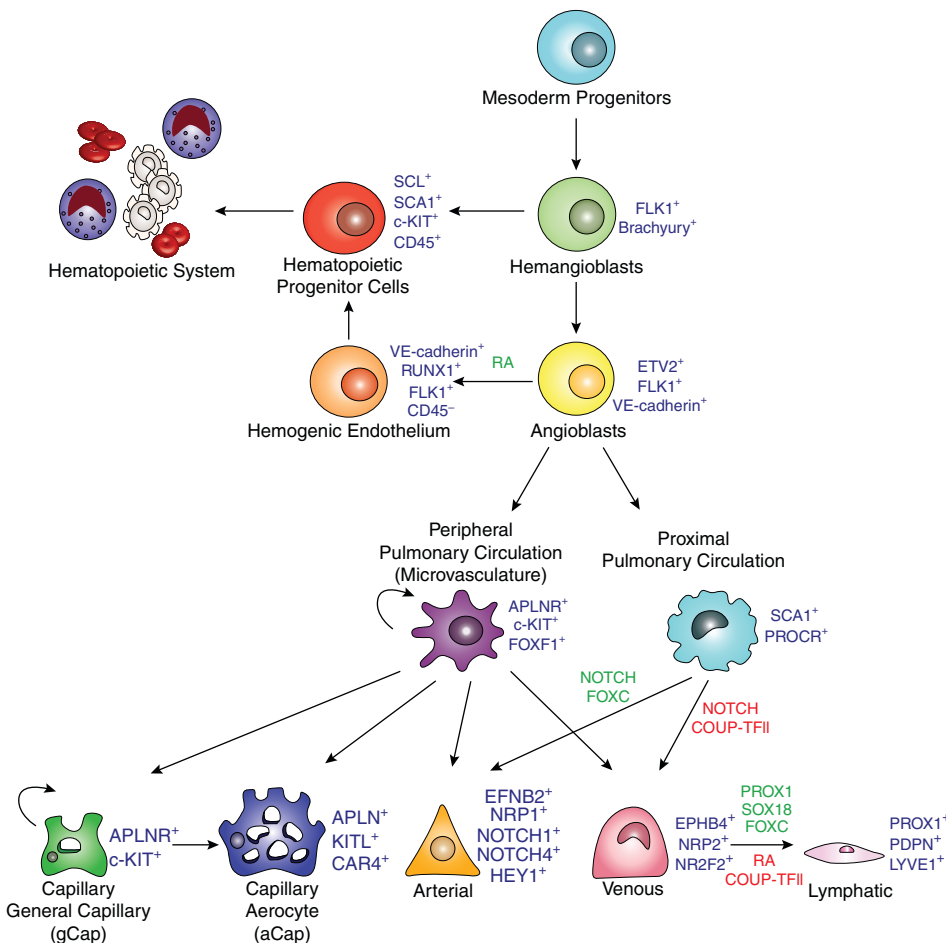 Mesoderm Progenitors
SCL⁺
SCA1⁺
c-KIT⁺
CD45⁺
FLK1⁺
Brachyury⁺
Hematopoietic System
Hematopoietic
Progenitor Cells
Hemangioblasts
VE-cadherin⁺
RUNX1⁺
FLK1⁺
CD45⁻
RA
ETV2⁺
FLK1⁺
VE-cadherin⁺
Hemogenic Endothelium
Angioblasts
Peripheral
Pulmonary Circulation
(Microvasculature)
Proximal
Pulmonary Circulation
APLNR⁺
c-KIT⁺
FOXF1⁺
SCA1⁺
PROCR⁺
NOTCH
FOXC
NOTCH
COUP-TFII
APLNR⁺
c-KIT⁺
APLN⁺
KITL⁺
CAR4⁺
EFNB2⁺
NRP1⁺
NOTCH1⁺
NOTCH4⁺
HEY1⁺
EPHB4⁺
NRP2⁺
NR2F2⁺
PROX1
SOX18
FOXC
RA
COUP-TFII
PROX1⁺
PDPN⁺
LYVE1⁺
Capillary
General Capillary
(gCap)
Capillary
Aerocyte
(aCap)
Arterial
Venous
Lymphatic